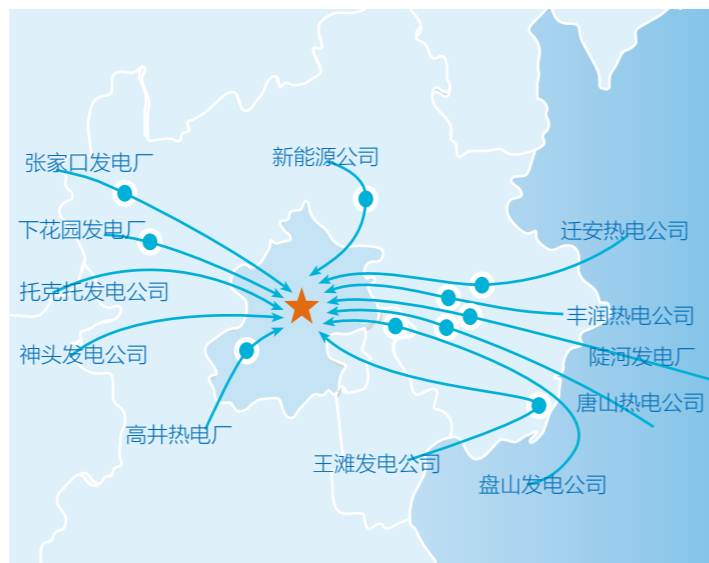 张家口发电厂
新能源公司
下花园发电厂
迁安热电公司
托克托发电公司
丰润热电公司
神头发电公司
陡河发电厂
唐山热电公司
高井热电厂
王滩发电公司
盘山发电公司